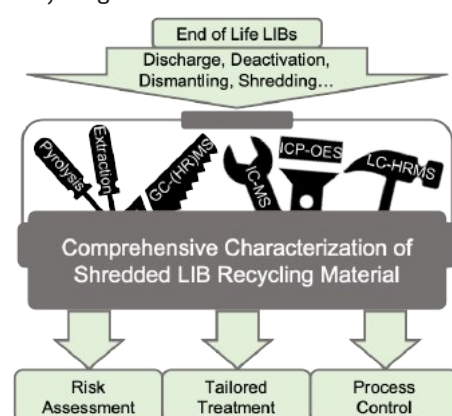 End of Life LIBs
Discharge, Deactivation,
Dismantling, Shredding...
Pyrolysis
Extraction
GC-(HR)MS
IC-MS
ICP-OES
LC-HRMS
Comprehensive Characterization of
Shredded LIB Recycling Material
Risk
Assessment
Tailored
Treatment
Process
Control